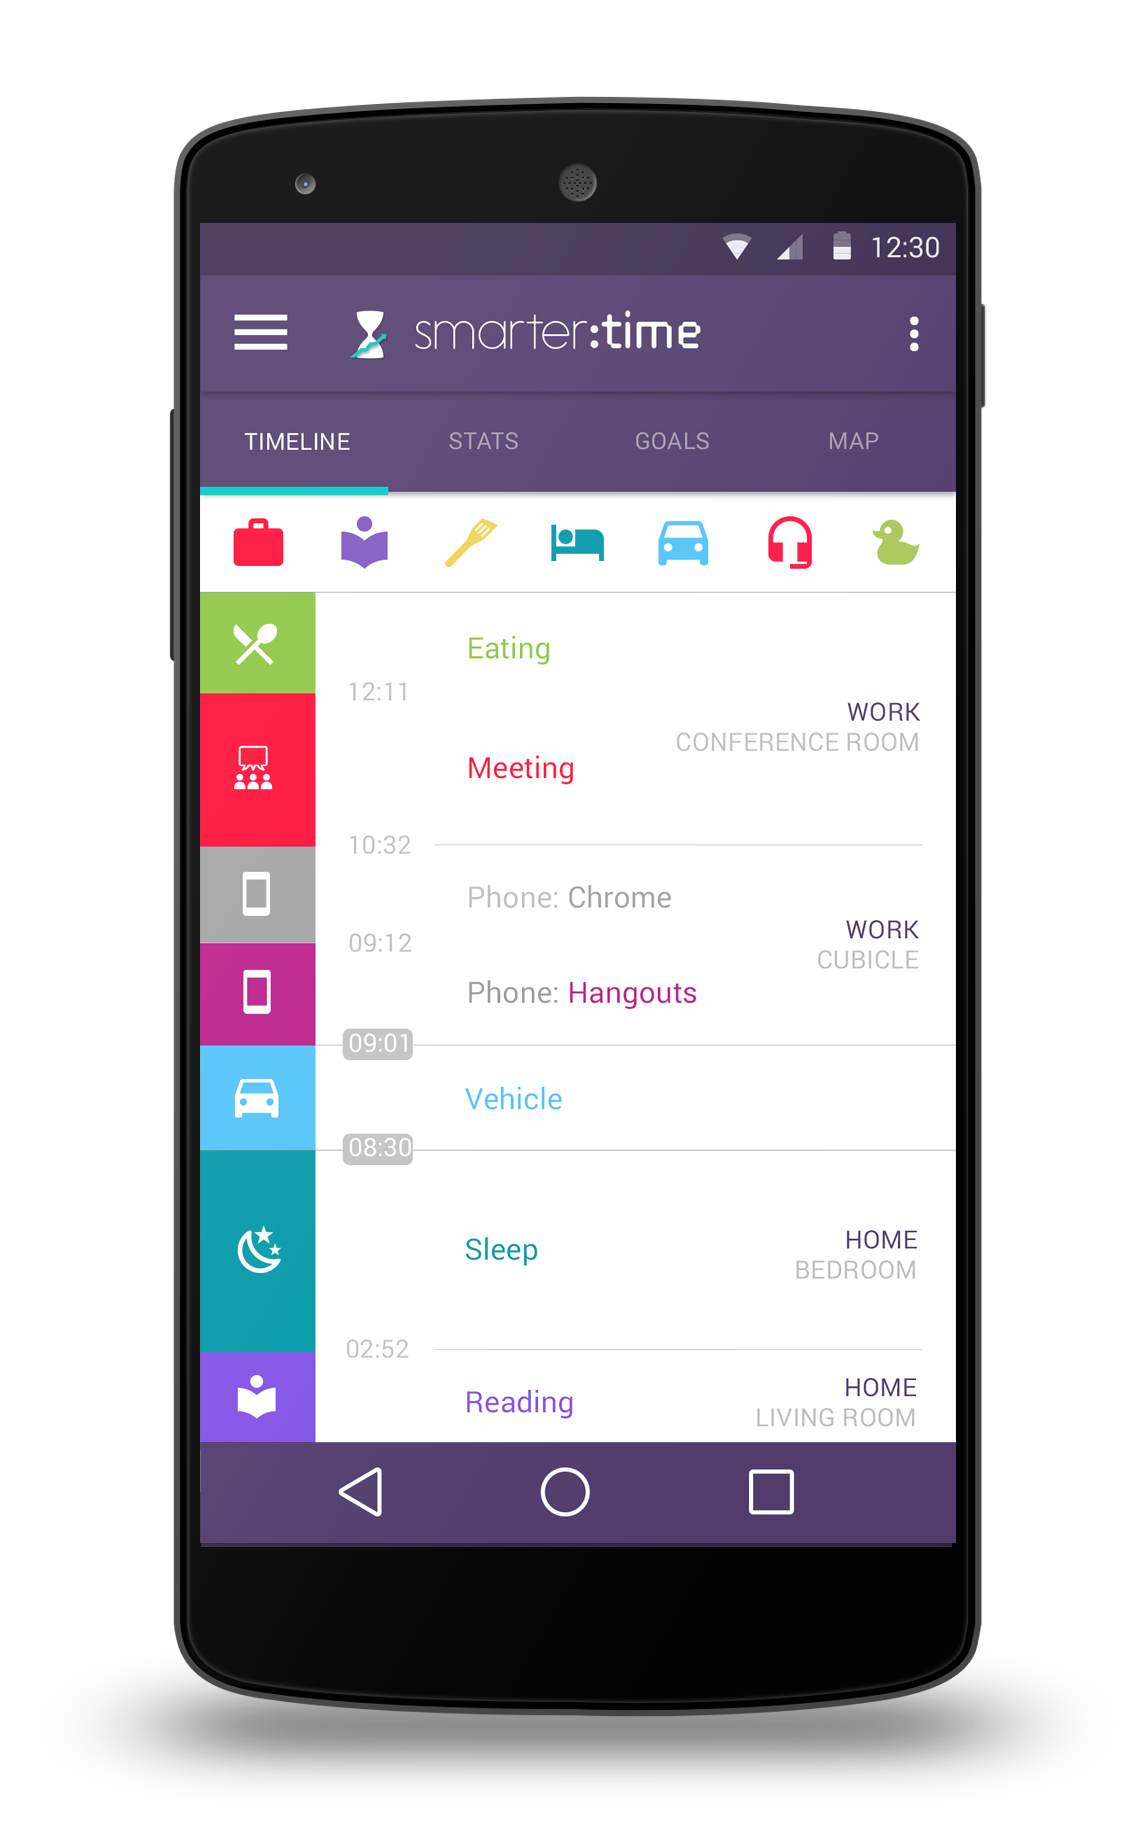 12:30
smarter:time
TIMELINE STATS GOALS MAP
Eating
12:11
WORK
CONFERENCE ROOM
Meeting
10:32
Phone: Chrome
WORK
09:12
CUBICLE
Phone: Hangouts
09:01
Vehicle
08:30
HOME
Sleep
BEDROOM
02:52
HOME
Reading
LIVING ROOM